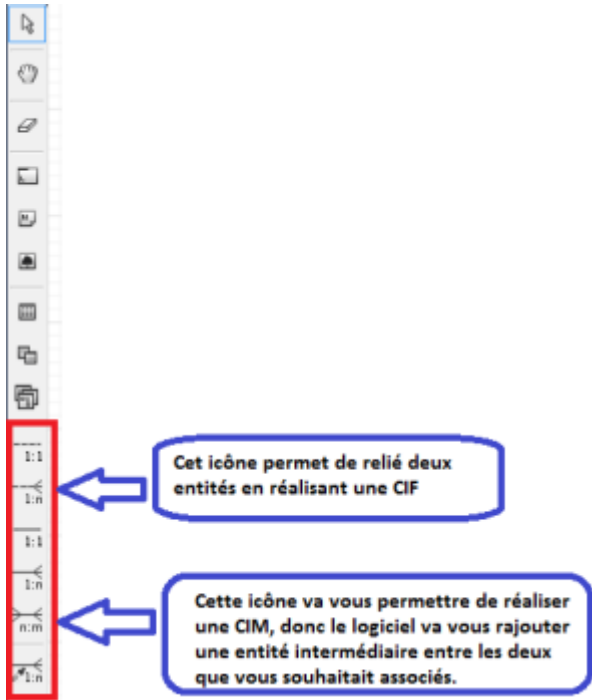 1:1
Cet icône permet de relié deux
entités en réalisant une CIF
1:n
1:1
1:n
Cette icône va vous permettre de réaliser
une CIM, donc le logiciel va vous rajouter
une entité intermédiaire entre les deux
que vous souhaitait associés.
n:m
1:n